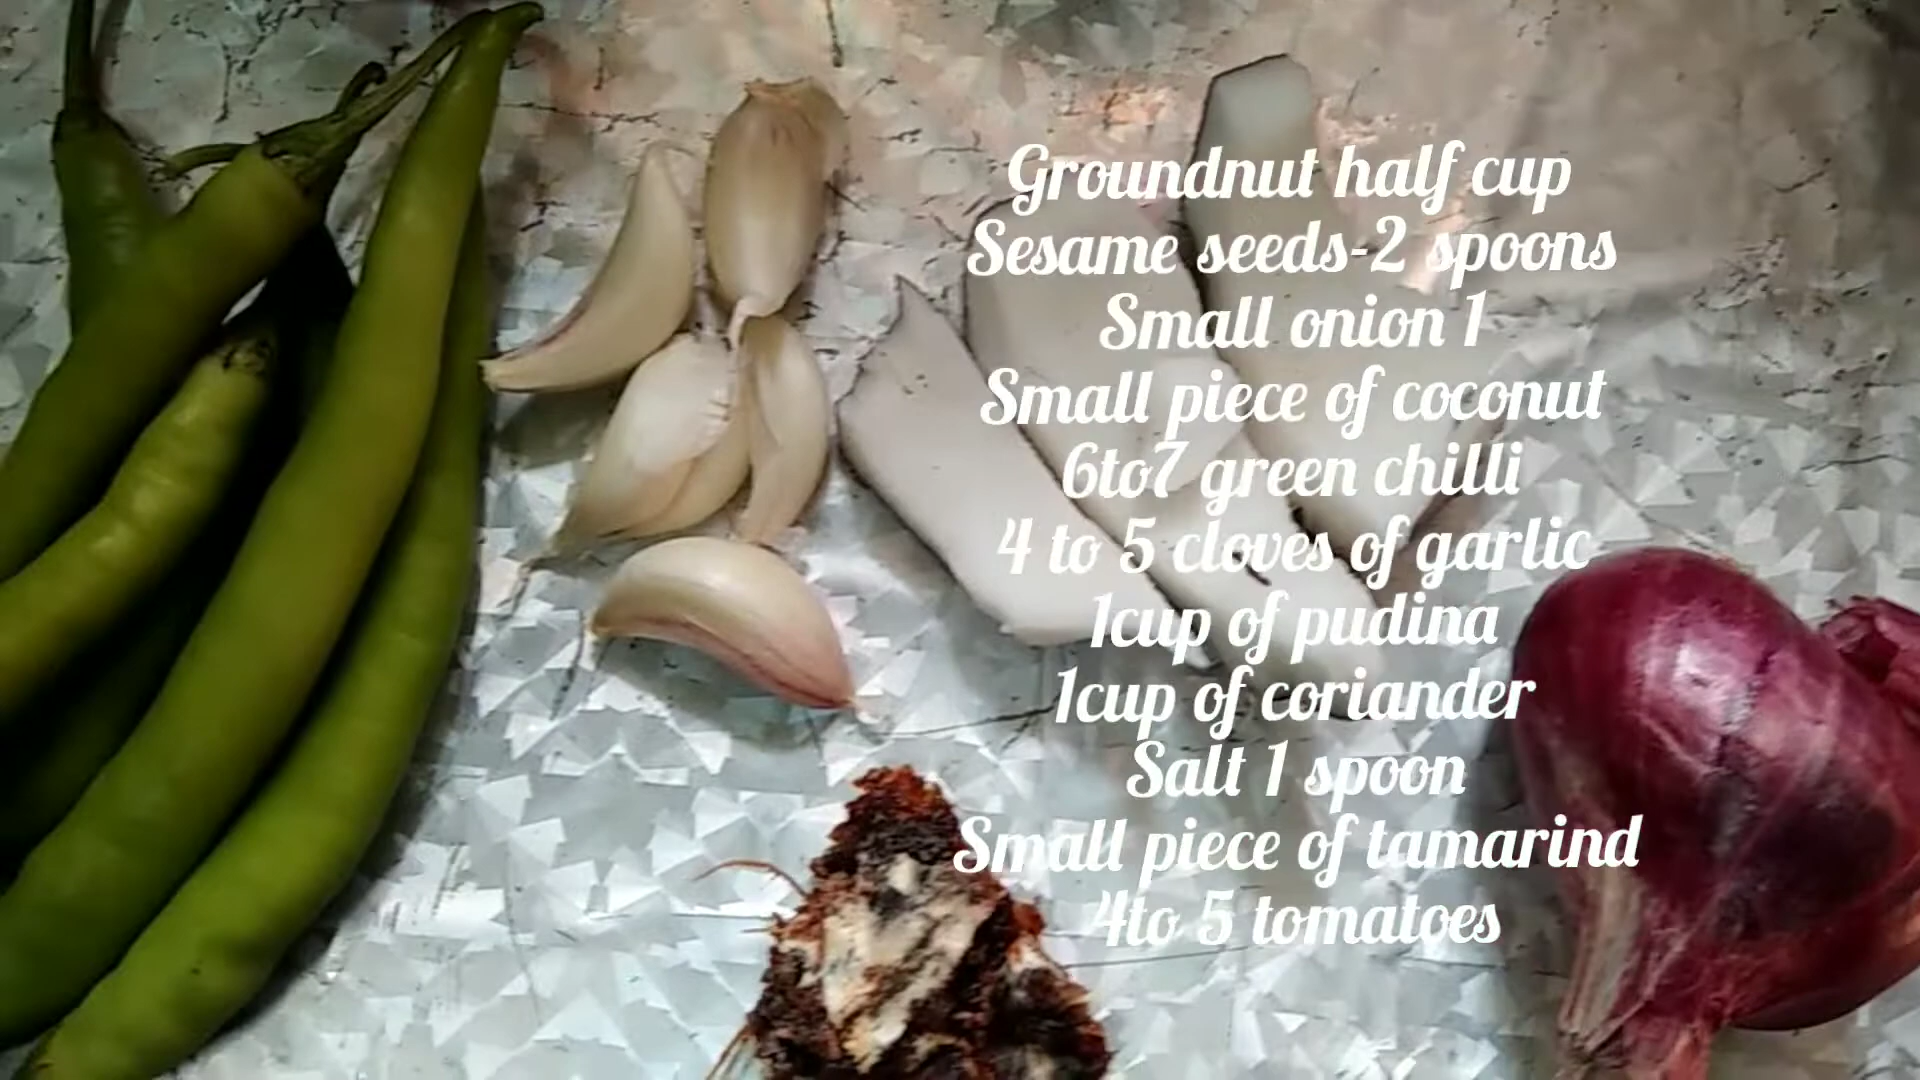 Groundnut half cup
Sesame seeds-2 spoons
Small onion 1
Small piece of coconut
6to7 green chilli
4 to 5 cloves of garlic
1cup of pudina
1cup of coriander
Salt 1 spoon
Small piece of tamarind
4to 5 tomatoes